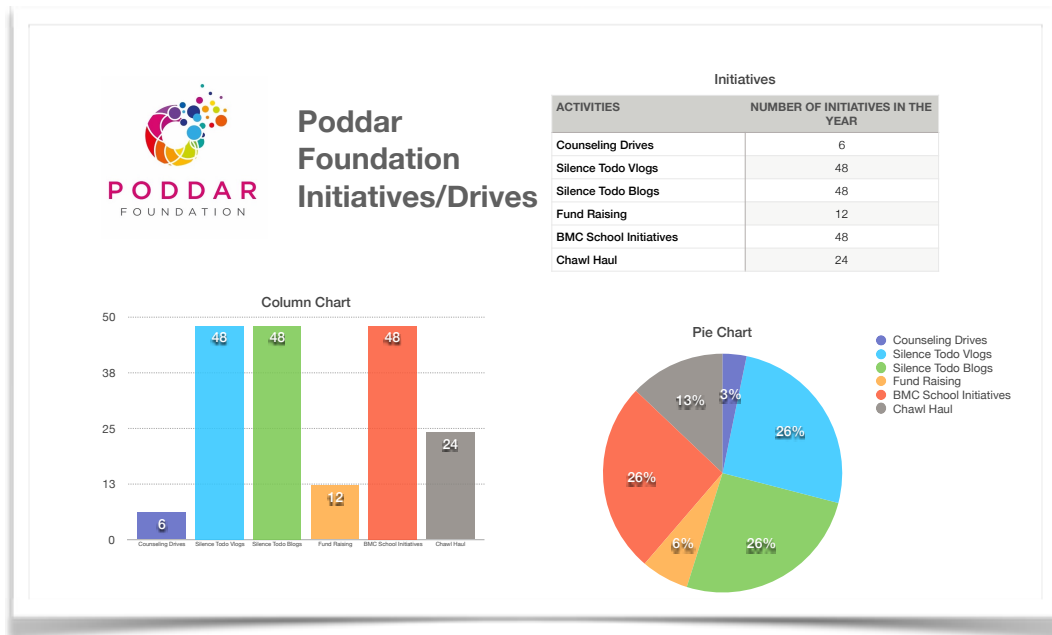 PODDAR
FOUNDATION
Poddar
Foundation
Initiatives/Drives
Initiatives
ACTIVITIES NUMBER OF INITIATIVES IN THE
YEAR
Counseling Drives 6
Silence Todo Vlogs 48
Silence Todo Blogs 48
Fund Raising 12
BMC School Initiatives 48
Chawl Haul 24
Column Chart
50
38
25
13
0
6
48
48
12
48
24
Counseling Drives Silence Todo Vlogs Silence Todo Blogs Fund Raising BMC School Initiatives Chawl Haul
Pie Chart
3%
26%
26%
6%
26%
13%
Counseling Drives
Silence Todo Vlogs
Silence Todo Blogs
Fund Raising
BMC School Initiatives
Chawl Haul